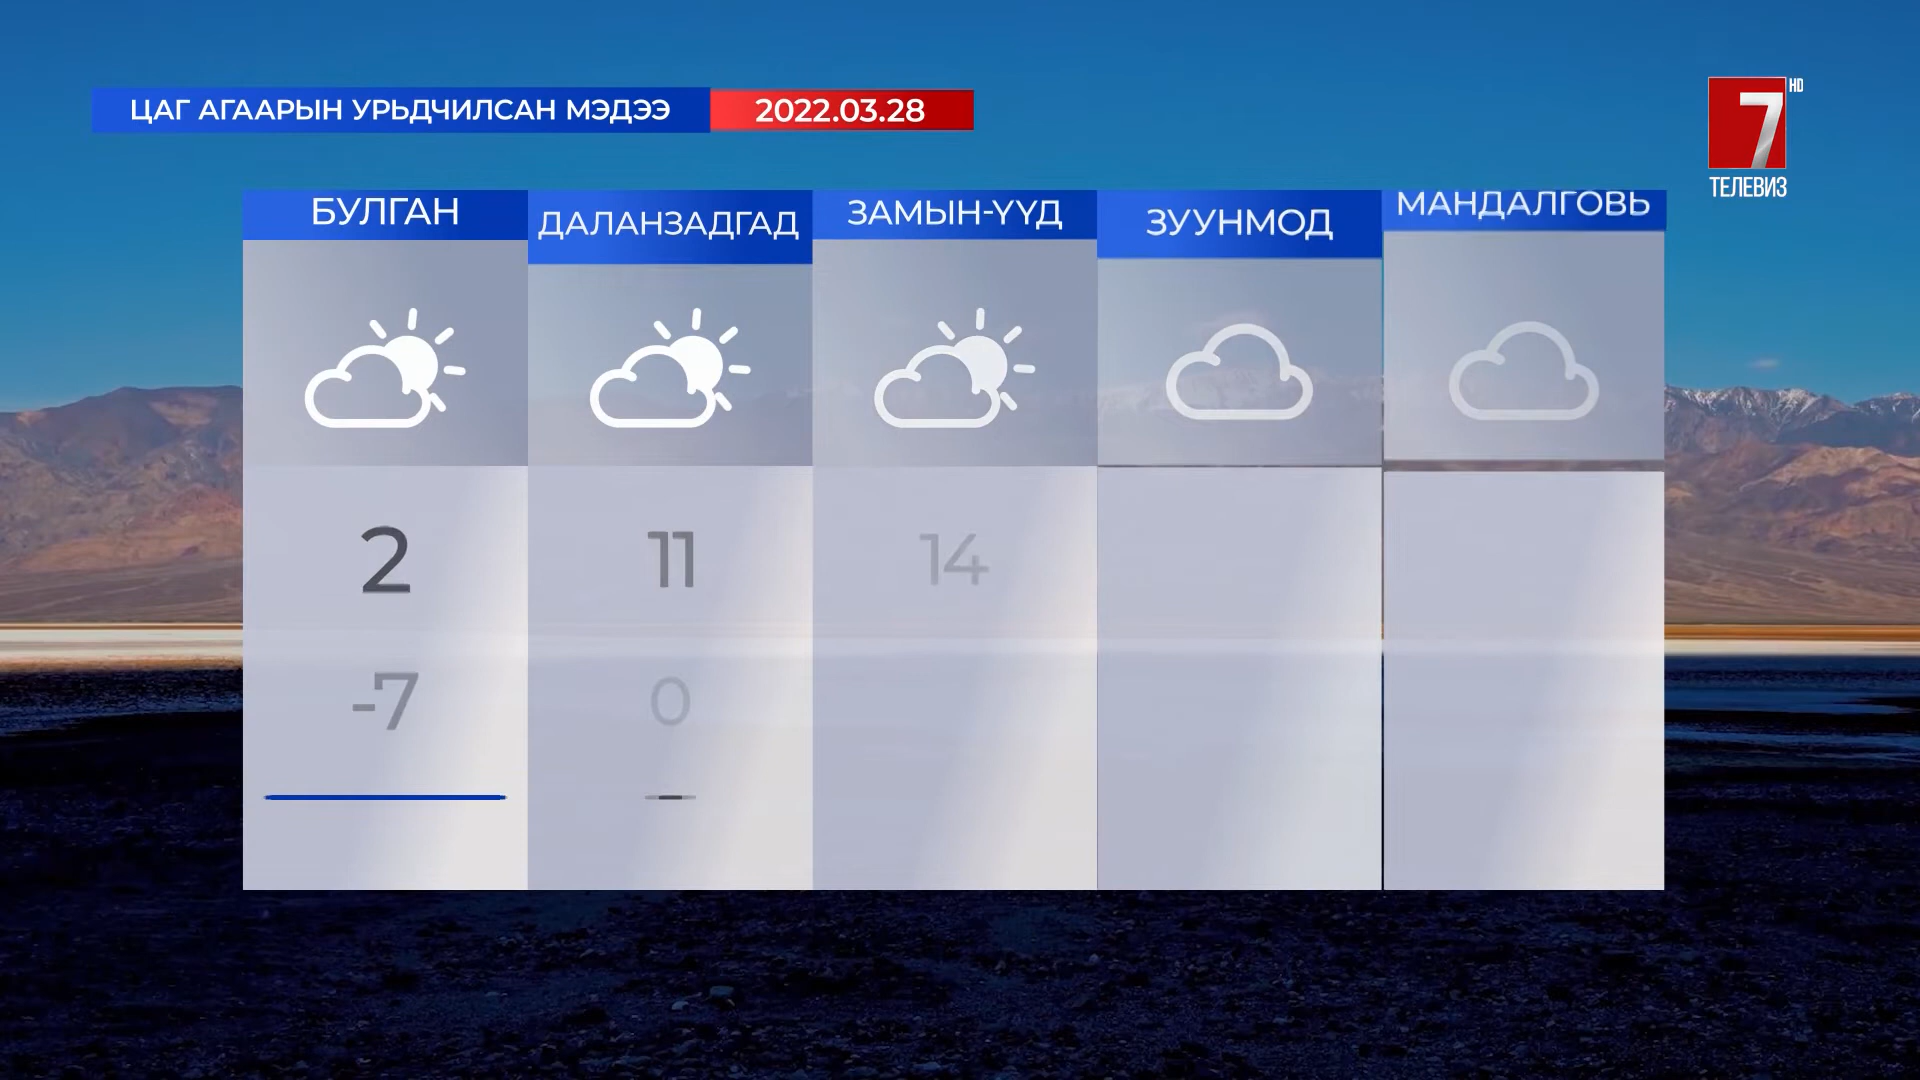 ЦАГ АГААРЫН УРЬДЧИЛСАН МЭДЭЭ 2022.03.28
7 HD
ТЕЛЕВИЗ
БУЛГАН ДАЛАНЗАДГАД ЗАМЫН-ҮҮД ЗУУНМОД МАНДАЛГОВЬ
2 11 14
-7 0